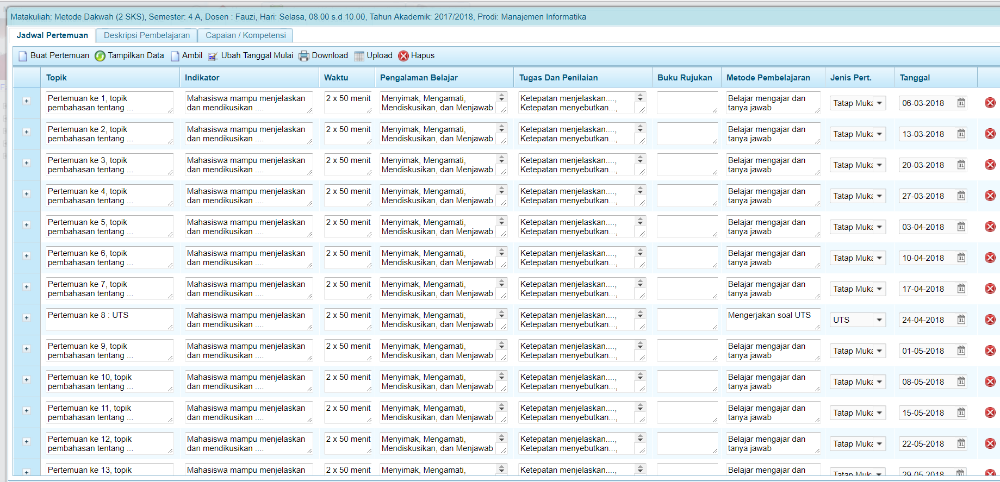 Matakuliah: Metode Dakwah (2 SKS), Semester: 4 A, Dosen : Fauzi, Hari: Selasa, 08.00 s.d 10.00, Tahun Akademik: 2017/2018, Prodi: Manajemen Informatika
Jadwal Pertemuan Deskripsi Pembelajaran Capaian / Kompetensi
Buat Pertemuan Tampilkan Data Ambil Ubah Tanggal Mulai Download Upload Hapus
Topik Indikator Waktu Pengalaman Belajar Tugas Dan Penilaian Buku Rujukan Metode Pembelajaran Jenis Pert. Tanggal
Pertemuan ke 1, topik Mahasiswa mampu menjelaskan 2 x 50 menit Menyimak, Mengamati, Ketepatan menjelaskan...., Belajar mengajar dan Tatap Muka 06-03-2018
pembahasan tentang ... dan mendikusikan .... Mendiskusikan, dan Menjawab Ketepatan menyebutkan..., tanya jawab
Pertemuan ke 2, topik Mahasiswa mampu menjelaskan 2 x 50 menit Menyimak, Mengamati, Ketepatan menjelaskan...., Belajar mengajar dan Tatap Muka 13-03-2018
pembahasan tentang ... dan mendikusikan .... Mendiskusikan, dan Menjawab Ketepatan menyebutkan..., tanya jawab
Pertemuan ke 3, topik Mahasiswa mampu menjelaskan 2 x 50 menit Menyimak, Mengamati, Ketepatan menjelaskan...., Belajar mengajar dan Tatap Muka 20-03-2018
pembahasan tentang ... dan mendikusikan .... Mendiskusikan, dan Menjawab Ketepatan menyebutkan..., tanya jawab
Pertemuan ke 4, topik Mahasiswa mampu menjelaskan 2 x 50 menit Menyimak, Mengamati, Ketepatan menjelaskan...., Belajar mengajar dan Tatap Muka 27-03-2018
pembahasan tentang ... dan mendikusikan .... Mendiskusikan, dan Menjawab Ketepatan menyebutkan..., tanya jawab
Pertemuan ke 5, topik Mahasiswa mampu menjelaskan 2 x 50 menit Menyimak, Mengamati, Ketepatan menjelaskan...., Belajar mengajar dan Tatap Muka 03-04-2018
pembahasan tentang ... dan mendikusikan .... Mendiskusikan, dan Menjawab Ketepatan menyebutkan..., tanya jawab
Pertemuan ke 6, topik Mahasiswa mampu menjelaskan 2 x 50 menit Menyimak, Mengamati, Ketepatan menjelaskan...., Belajar mengajar dan Tatap Muka 10-04-2018
pembahasan tentang ... dan mendikusikan .... Mendiskusikan, dan Menjawab Ketepatan menyebutkan..., tanya jawab
Pertemuan ke 7, topik Mahasiswa mampu menjelaskan 2 x 50 menit Menyimak, Mengamati, Ketepatan menjelaskan...., Belajar mengajar dan Tatap Muka 17-04-2018
pembahasan tentang ... dan mendikusikan .... Mendiskusikan, dan Menjawab Ketepatan menyebutkan..., tanya jawab
Pertemuan ke 8 : UTS Mahasiswa mampu menjelaskan 2 x 50 menit Menyimak, Mengamati, Ketepatan menjelaskan...., Mengerjakan soal UTS UTS 24-04-2018
dan mendikusikan .... Mendiskusikan, dan Menjawab Ketepatan menyebutkan...,
Pertemuan ke 9, topik Mahasiswa mampu menjelaskan 2 x 50 menit Menyimak, Mengamati, Ketepatan menjelaskan...., Belajar mengajar dan Tatap Muka 01-05-2018
pembahasan tentang ... dan mendikusikan .... Mendiskusikan, dan Menjawab Ketepatan menyebutkan..., tanya jawab
Pertemuan ke 10, topik Mahasiswa mampu menjelaskan 2 x 50 menit Menyimak, Mengamati, Ketepatan menjelaskan...., Belajar mengajar dan Tatap Muka 08-05-2018
pembahasan tentang ... dan mendikusikan .... Mendiskusikan, dan Menjawab Ketepatan menyebutkan..., tanya jawab
Pertemuan ke 11, topik Mahasiswa mampu menjelaskan 2 x 50 menit Menyimak, Mengamati, Ketepatan menjelaskan...., Belajar mengajar dan Tatap Muka 15-05-2018
pembahasan tentang ... dan mendikusikan .... Mendiskusikan, dan Menjawab Ketepatan menyebutkan..., tanya jawab
Pertemuan ke 12, topik Mahasiswa mampu menjelaskan 2 x 50 menit Menyimak, Mengamati, Ketepatan menjelaskan...., Belajar mengajar dan Tatap Muka 22-05-2018
pembahasan tentang ... dan mendikusikan .... Mendiskusikan, dan Menjawab Ketepatan menyebutkan..., tanya jawab
Pertemuan ke 13, topik Mahasiswa mampu menjelaskan 2 x 50 menit Menyimak, Mengamati, Ketepatan menjelaskan...., Belajar mengajar dan Tatap Muka 29-05-2018